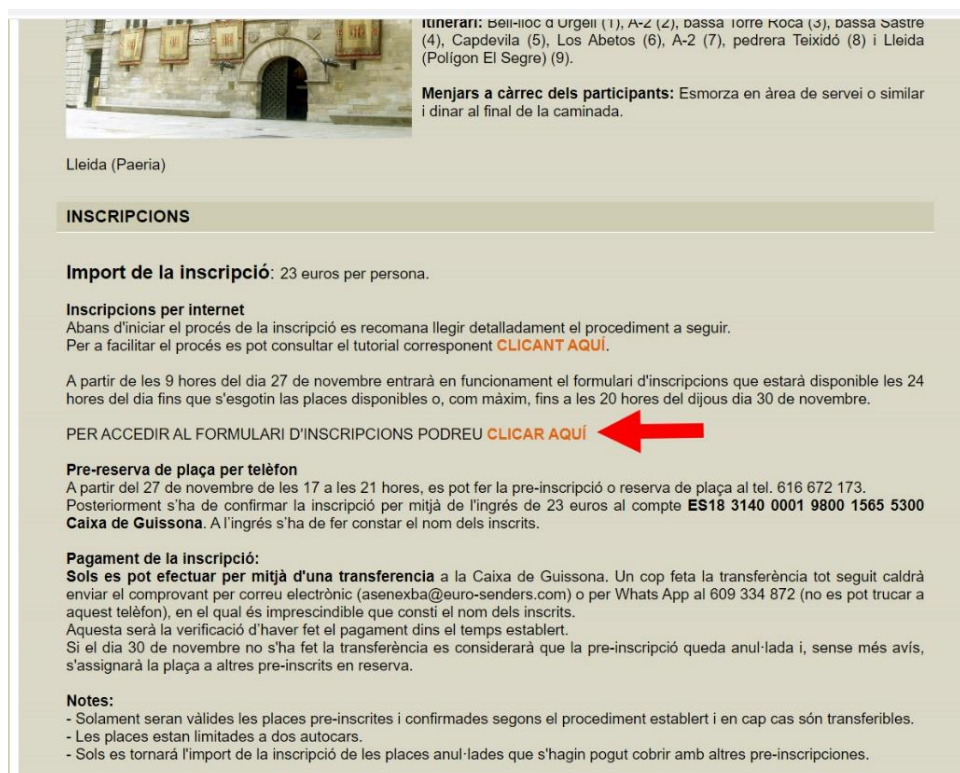 Itinerari: Bell-lloc d'Urgell (1), A-2 (2), bassa Torre Roca (3), bassa Sastre
(4), Capdevila (5), Los Abetos (6), A-2 (7), pedrera Teixidó (8) i Lleida
(Polígon El Segre) (9).
Menjars a càrrec dels participants: Esmorza en àrea de servei o similar
i dinar al final de la caminada.
Lleida (Paeria)
INSCRIPCIONS
Import de la inscripció: 23 euros per persona.
Inscripcions per internet
Abans d'iniciar el procés de la inscripció es recomana llegir detalladament el procediment a seguir.
Per a facilitar el procés es pot consultar el tutorial corresponent CLICANT AQUÍ.
A partir de les 9 hores del dia 27 de novembre entrarà en funcionament el formulari d'inscripcions que estarà disponible les 24
hores del dia fins que s'esgotin las places disponibles o, com màxim, fins a les 20 hores del dijous dia 30 de novembre.
PER ACCEDIR AL FORMULARI D'INSCRIPCIONS PODREU CLICAR AQUÍ
Pre-reserva de plaça per telèfon
A partir del 27 de novembre de les 17 a les 21 hores, es pot fer la pre-inscripció o reserva de plaça al tel. 616 672 173.
Posteriorment s'ha de confirmar la inscripció per mitjà de l'ingrés de 23 euros al compte ES18 3140 0001 9800 1565 5300
Caixa de Guissona. A l'ingrés s'ha de fer constar el nom dels inscrits.
Pagament de la inscripció:
Sols es pot efectuar per mitjà d'una transferencia a la Caixa de Guissona. Un cop feta la transferència tot seguit caldrà
enviar el comprovant per correu electrònic (asenexba@euro-senders.com) o per Whats App al 609 334 872 (no es pot trucar a
aquest telèfon), en el qual és imprescindible que consti el nom dels inscrits.
Aquesta serà la verificació d'haver fet el pagament dins el temps establert.
Si el dia 30 de novembre no s'ha fet la transferència es considerarà que la pre-inscripció queda anul·lada i, sense més avís,
s'assignarà la plaça a altres pre-inscrits en reserva.
Notes:
- Solament seran vàlides les places pre-inscrites i confirmades segons el procediment establert i en cap cas són transferibles.
- Les places estan limitades a dos autocars.
- Sols es tornarà l'import de la inscripció de les places anul·lades que s'hagin pogut cobrir amb altres pre-inscripciones.